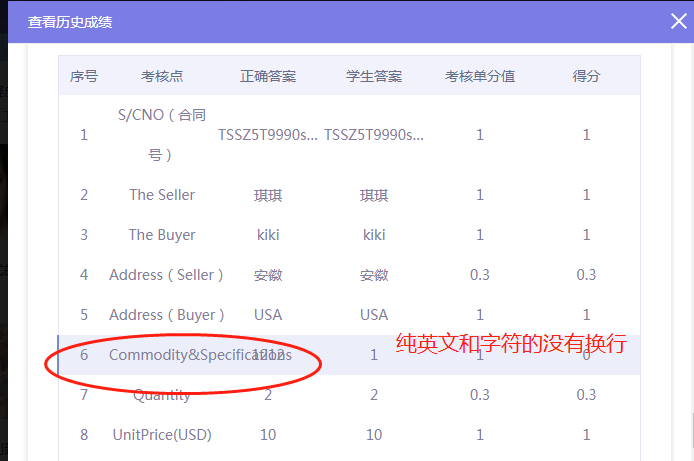 查看历史成绩
序号 考核点 正确答案 学生答案 考核单分值 得分
1 S/CNO（合同号） TSSZ5T9990s... TSSZ5T9990s... 1 1
2 The Seller 琪琪 琪琪 1 1
3 The Buyer kiki kiki 1 1
4 Address（Seller） 安徽 安徽 0.3 0.3
5 Address（Buyer） USA USA 1 1
纯英文和字符的没有换行
6 Commodity&Specifications 1212 1 1 0
7 Quantity 2 2 0.3 0.3
8 UnitPrice(USD) 10 10 1 1